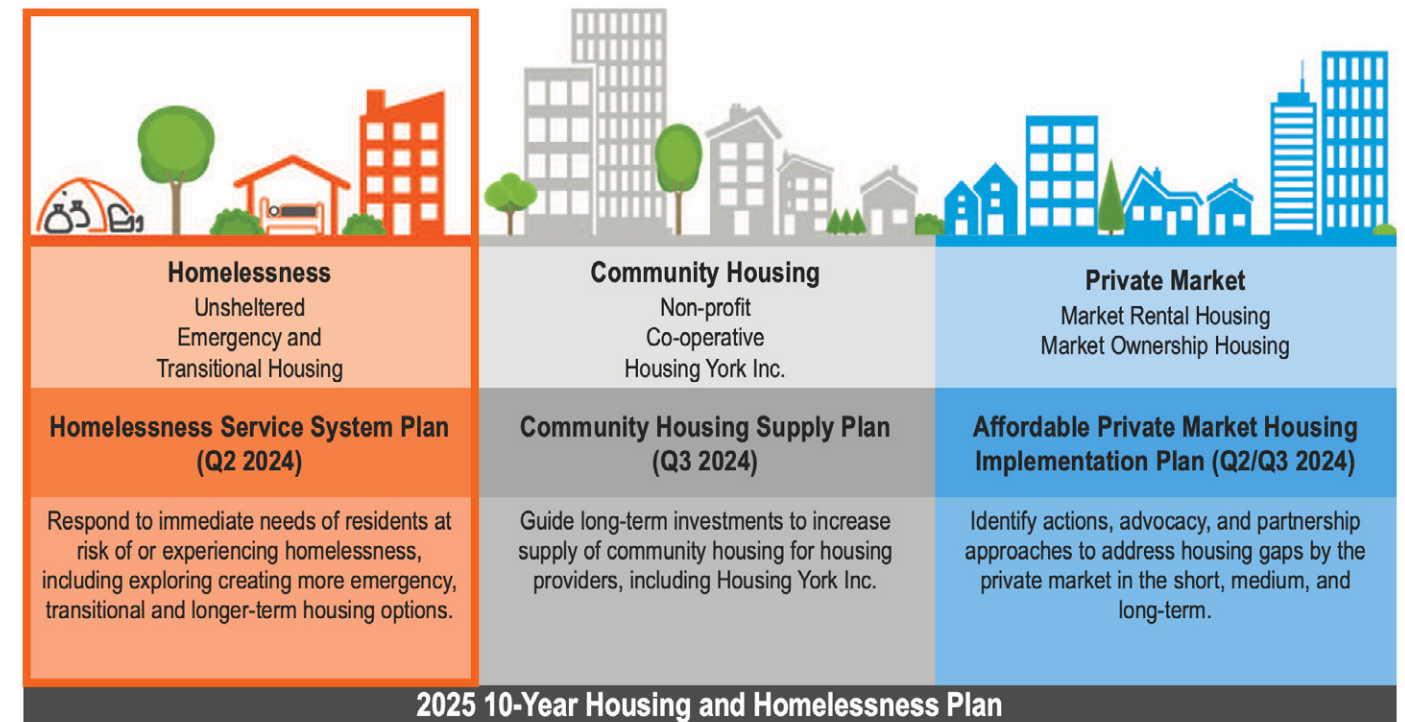 Homelessness
Unsheltered
Emergency and
Transitional Housing
Community Housing
Non-profit
Co-operative
Housing York Inc.
Private Market
Market Rental Housing
Market Ownership Housing
Homelessness Service System Plan
(Q2 2024)
Community Housing Supply Plan
(Q3 2024)
Affordable Private Market Housing
Implementation Plan (Q2/Q3 2024)
Respond to immediate needs of residents at
risk of or experiencing homelessness,
including exploring creating more emergency,
transitional and longer-term housing options.
Guide long-term investments to increase
supply of community housing for housing
providers, including Housing York Inc.
Identify actions, advocacy, and partnership
approaches to address housing gaps by the
private market in the short, medium, and
long-term.
2025 10-Year Housing and Homelessness Plan